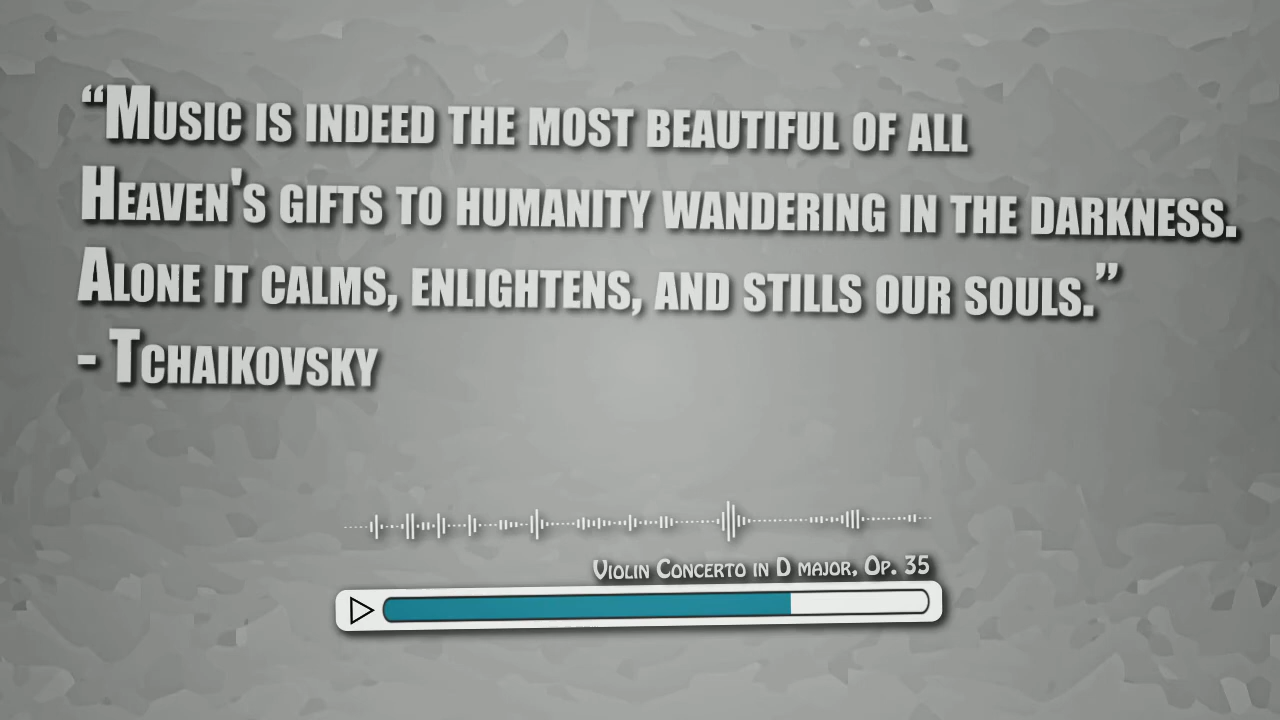 “Music is indeed the most beautiful of all
Heaven's gifts to humanity wandering in the darkness.
Alone it calms, enlightens, and stills our souls.”
- Tchaikovsky
Violin Concerto in D major, Op. 35